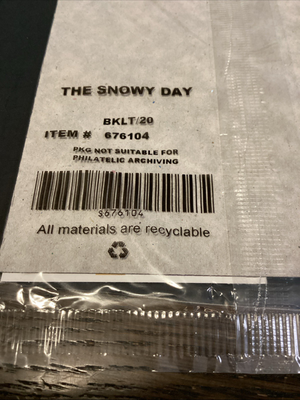 THE SNOWY DAY
BKLT/20
ITEM # 676104
PKG NOT SUITABLE FOR
PHILATELIC ARCHIVING
S676104
All materials are recyclable